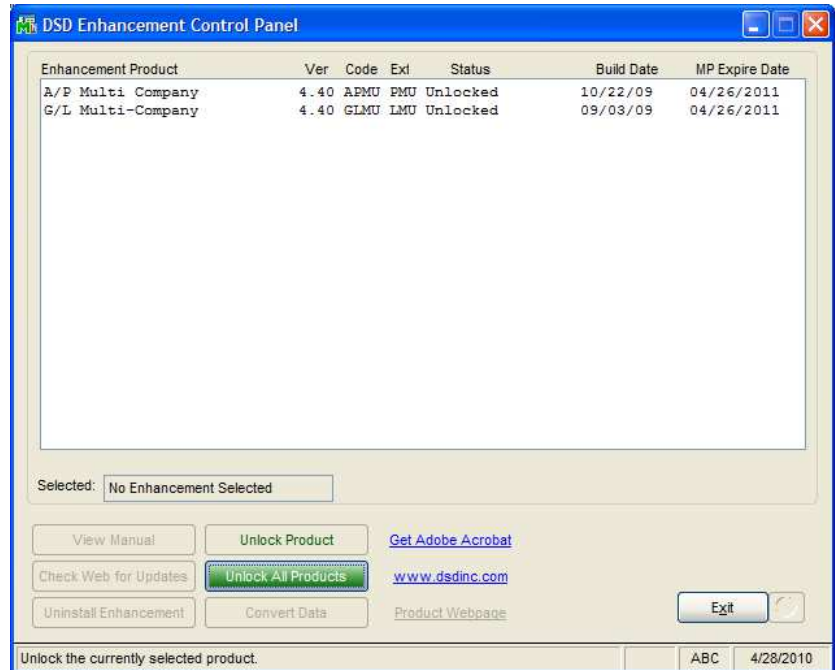 DSD Enhancement Control Panel
Enhancement Product Ver Code Ext Status Build Date MP Expire Date
A/P Multi Company 4.40 APMU PMU Unlocked 10/22/09 04/26/2011
G/L Multi-Company 4.40 GLMU LMU Unlocked 09/03/09 04/26/2011
Selected: No Enhancement Selected
View Manual Unlock Product Get Adobe Acrobat
Check Web for Updates Unlock All Products www.dsdinc.com
Uninstall Enhancement Convert Data Product Webpage Exit
Unlock the currently selected product. ABC 4/28/2010